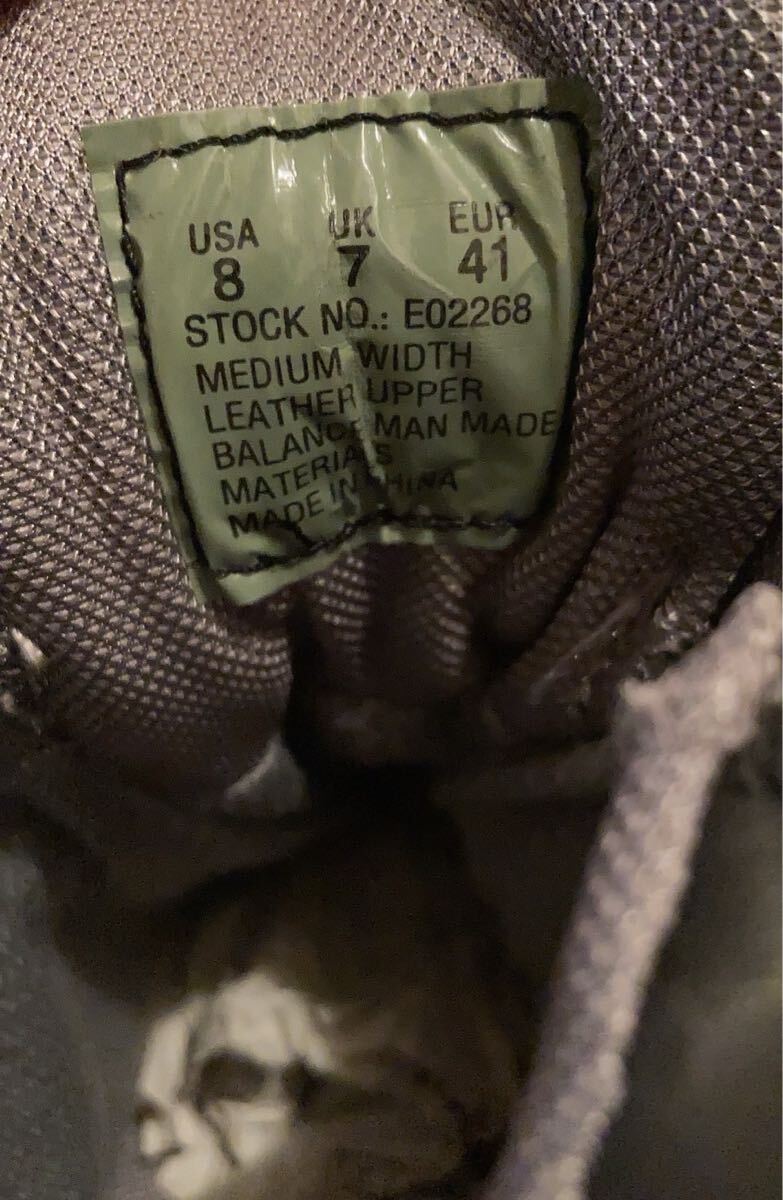 USA UK EUR
8 7 41
STOCK NO.: E02268
MEDIUM WIDTH
LEATHER UPPER
BALANCE MAN MADE
MATERIALS
MADE IN CHINA